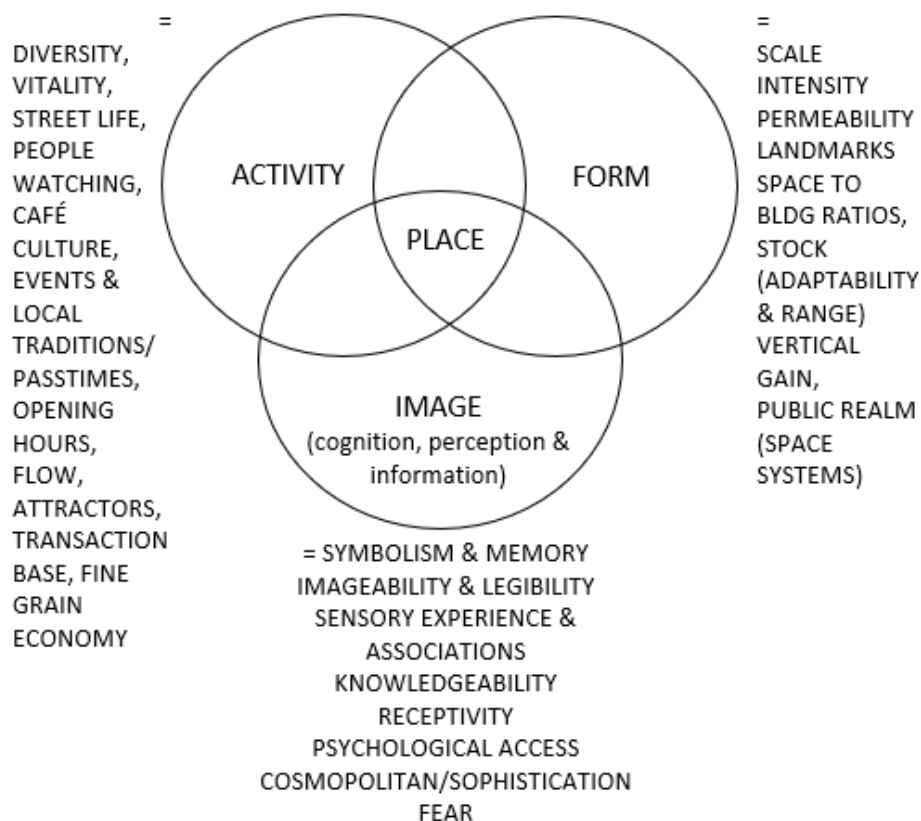 =
DIVERSITY,
VITALITY,
STREET LIFE,
PEOPLE
WATCHING,
CAFÉ
CULTURE,
EVENTS &
LOCAL
TRADITIONS/
PASSTIMES,
OPENING
HOURS,
FLOW,
ATTRACTORS,
TRANSACTION
BASE, FINE
GRAIN
ECONOMY
ACTIVITY
FORM
PLACE
IMAGE
(cognition, perception &
information)
=
SCALE
INTENSITY
PERMEABILITY
LANDMARKS
SPACE TO
BLDG RATIOS,
STOCK
(ADAPTABILITY
& RANGE)
VERTICAL
GAIN,
PUBLIC REALM
(SPACE
SYSTEMS)
= SYMBOLISM & MEMORY
IMAGEABILITY & LEGIBILITY
SENSORY EXPERIENCE &
ASSOCIATIONS
KNOWLEDGEABILITY
RECEPTIVITY
PSYCHOLOGICAL ACCESS
COSMOPOLITAN/SOPHISTICATION
FEAR